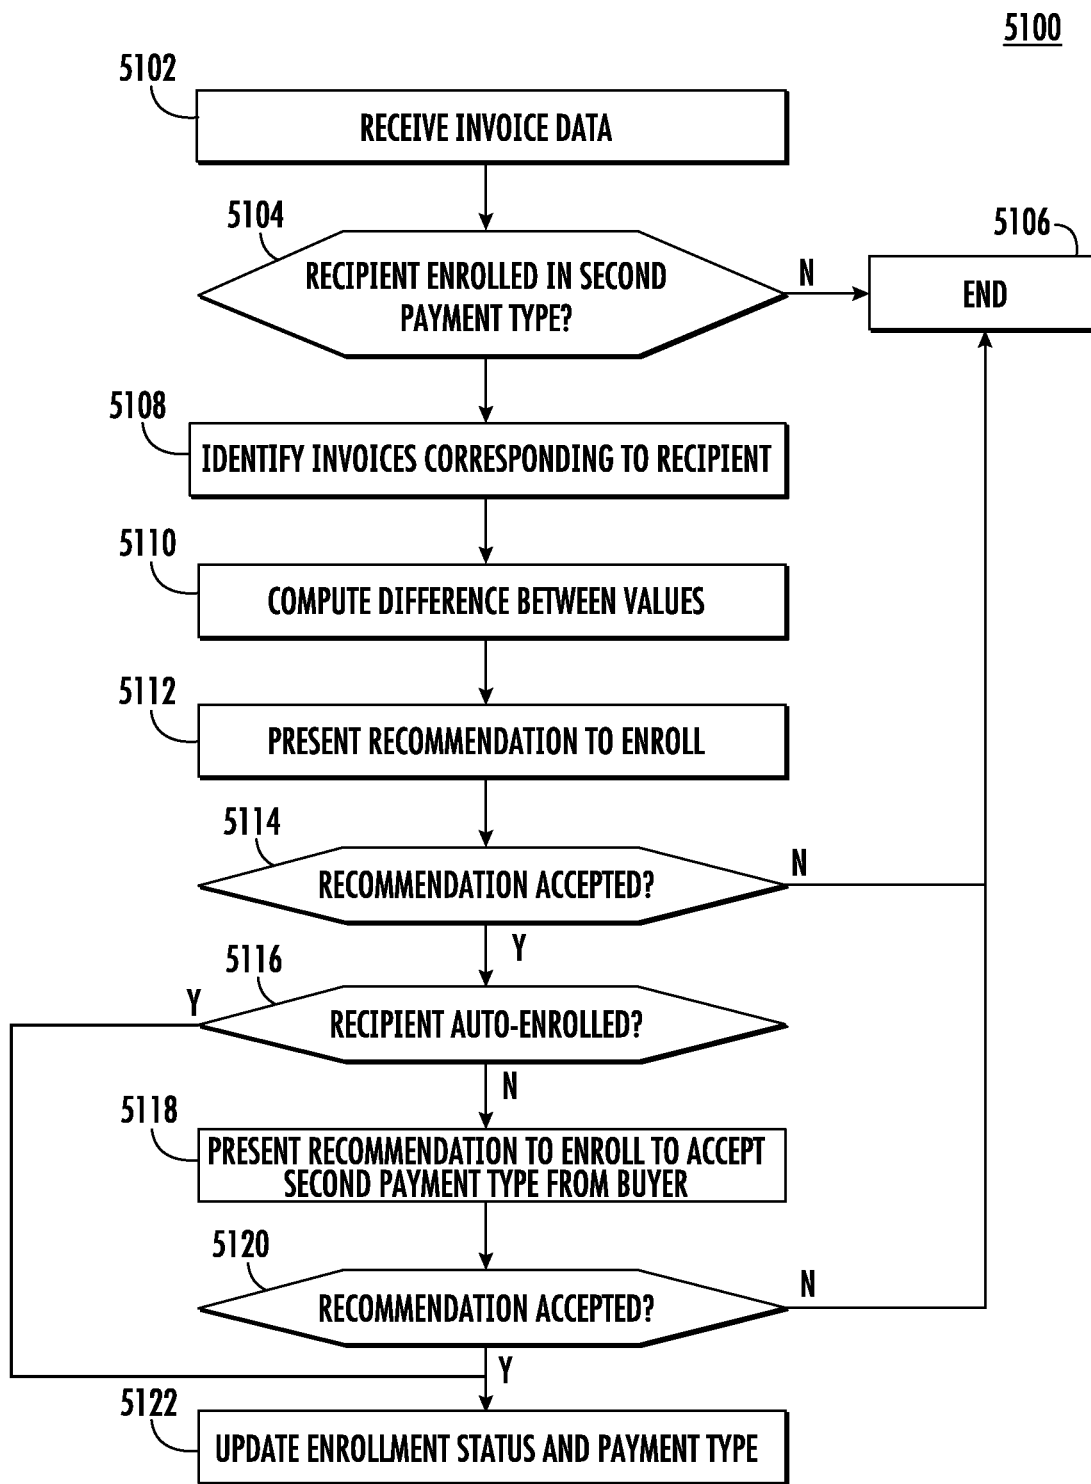 5100
5102
RECEIVE INVOICE DATA
5104
RECIPIENT ENROLLED IN SECOND
PAYMENT TYPE?
N
5106
END
5108
IDENTIFY INVOICES CORRESPONDING TO RECIPIENT
5110
COMPUTE DIFFERENCE BETWEEN VALUES
5112
PRESENT RECOMMENDATION TO ENROLL
5114
RECOMMENDATION ACCEPTED?
N
Y
5116
Y
RECIPIENT AUTO-ENROLLED?
N
5118
PRESENT RECOMMENDATION TO ENROLL TO ACCEPT
SECOND PAYMENT TYPE FROM BUYER
5120
RECOMMENDATION ACCEPTED?
N
Y
5122
UPDATE ENROLLMENT STATUS AND PAYMENT TYPE